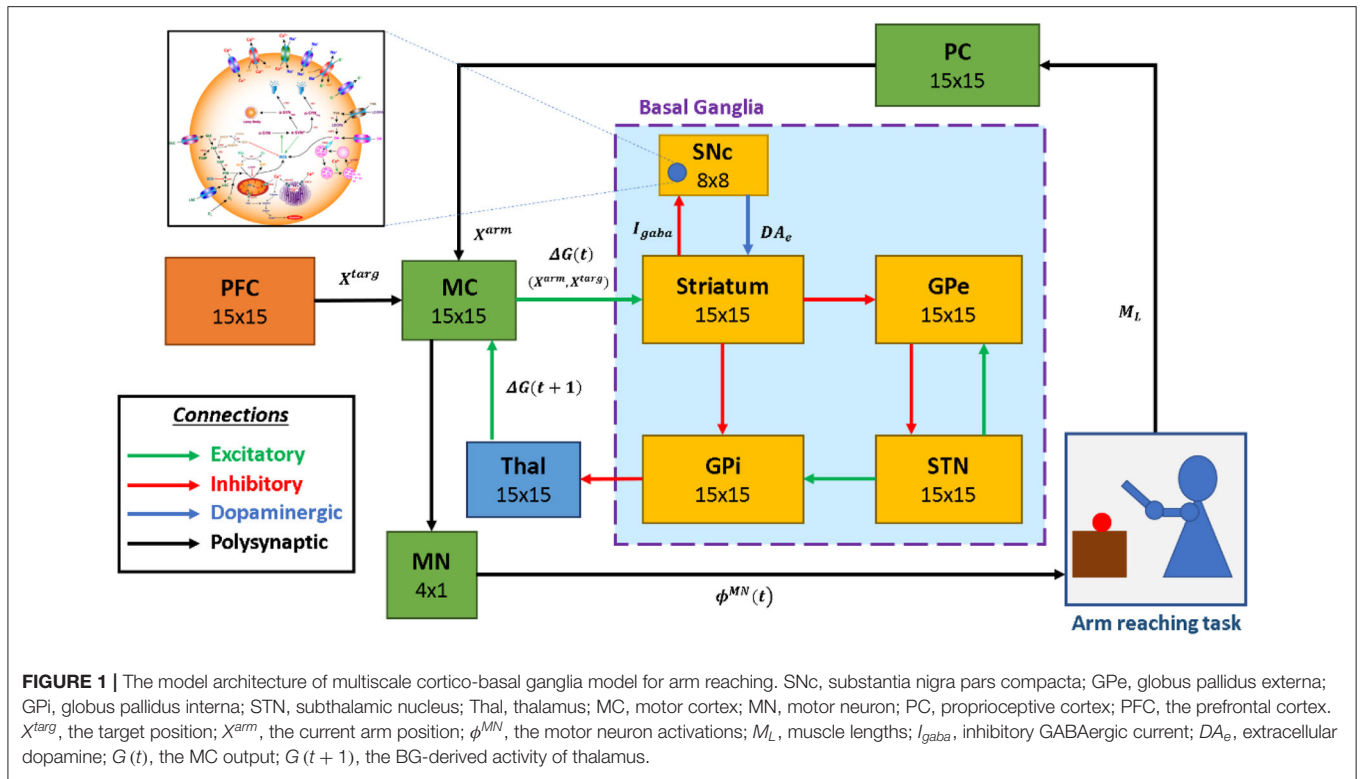 PC
15x15
Basal Ganglia
SNc
8x8
X^arm
I_gaba
DA_e
ΔG(t)
(X^arm, X^targ)
PFC
15x15
X^targ
MC
15x15
Striatum
15x15
GPe
15x15
M_L
ΔG(t + 1)
Connections
Excitatory
Inhibitory
Dopaminergic
Polysynaptic
Thal
15x15
GPi
15x15
STN
15x15
MN
4x1
ϕ^MN(t)
Arm reaching task
FIGURE 1 | The model architecture of multiscale cortico-basal ganglia model for arm reaching. SNc, substantia nigra pars compacta; GPe, globus pallidus externa;
GPi, globus pallidus interna; STN, subthalamic nucleus; Thal, thalamus; MC, motor cortex; MN, motor neuron; PC, proprioceptive cortex; PFC, the prefrontal cortex.
X^targ, the target position; X^arm, the current arm position; ϕ^MN, the motor neuron activations; M_L, muscle lengths; I_gaba, inhibitory GABAergic current; DA_e, extracellular
dopamine; G (t), the MC output; G (t + 1), the BG-derived activity of thalamus.